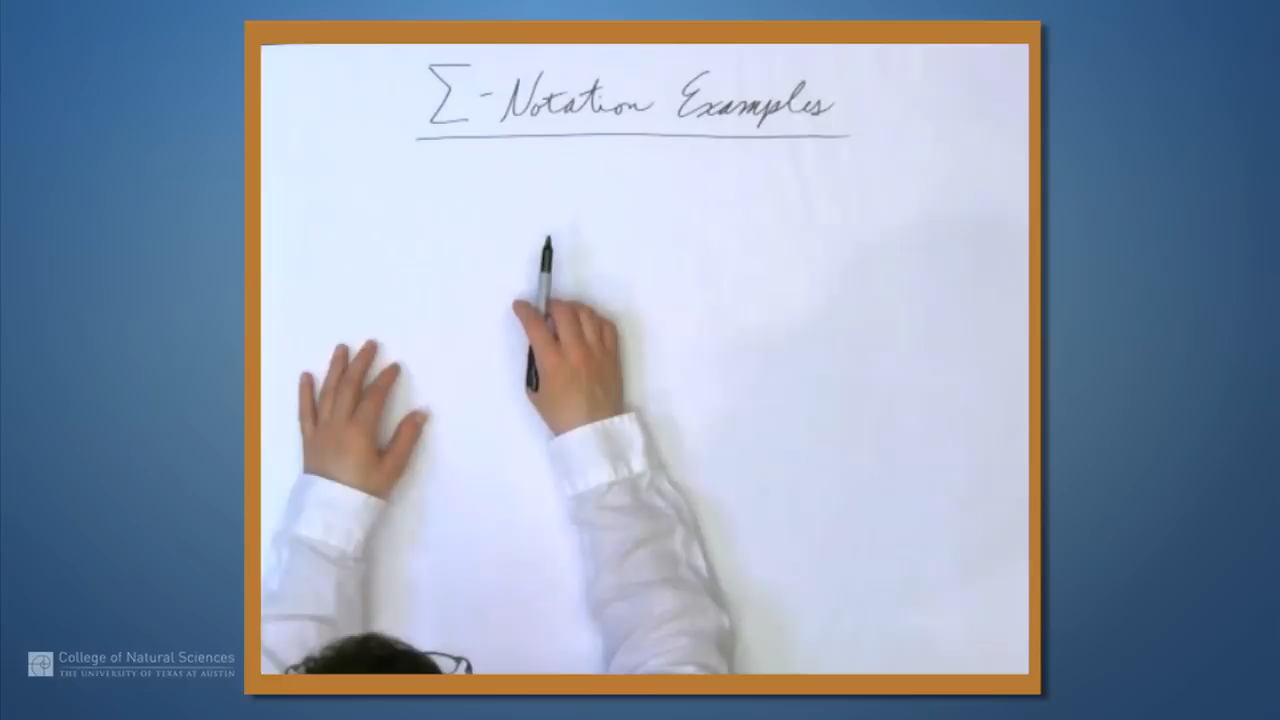 Σ - Notation Examples
College of Natural Sciences
THE UNIVERSITY OF TEXAS AT AUSTIN